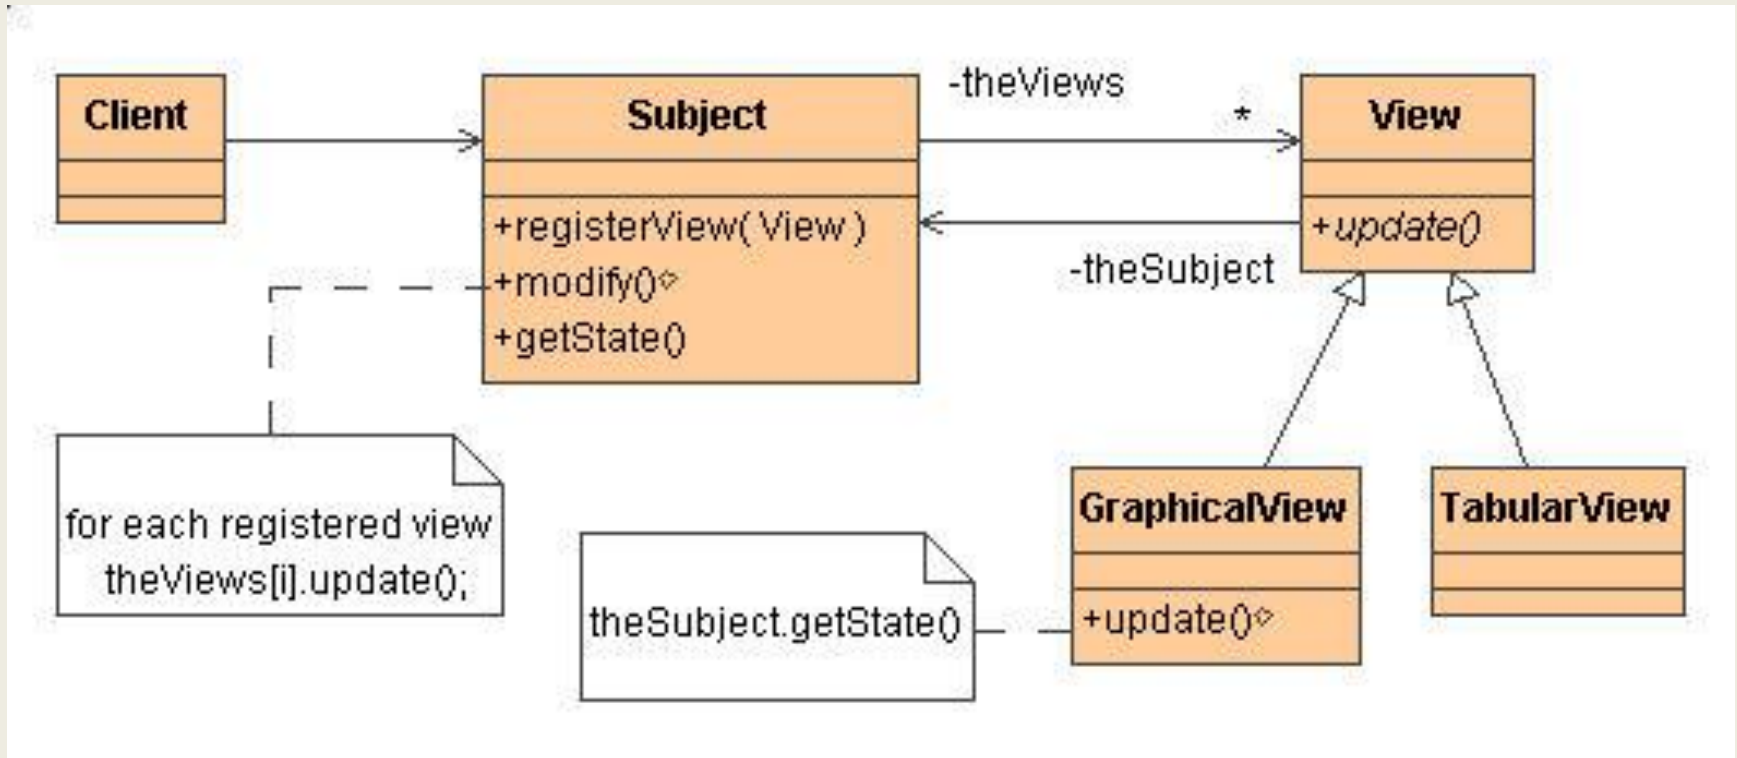 Client
Subject
+registerView( View )
+modify()
+getState()
-theViews
*
View
+update()
-theSubject
for each registered view
theViews[i].update();
theSubject.getState()
GraphicalView
+update()
TabularView